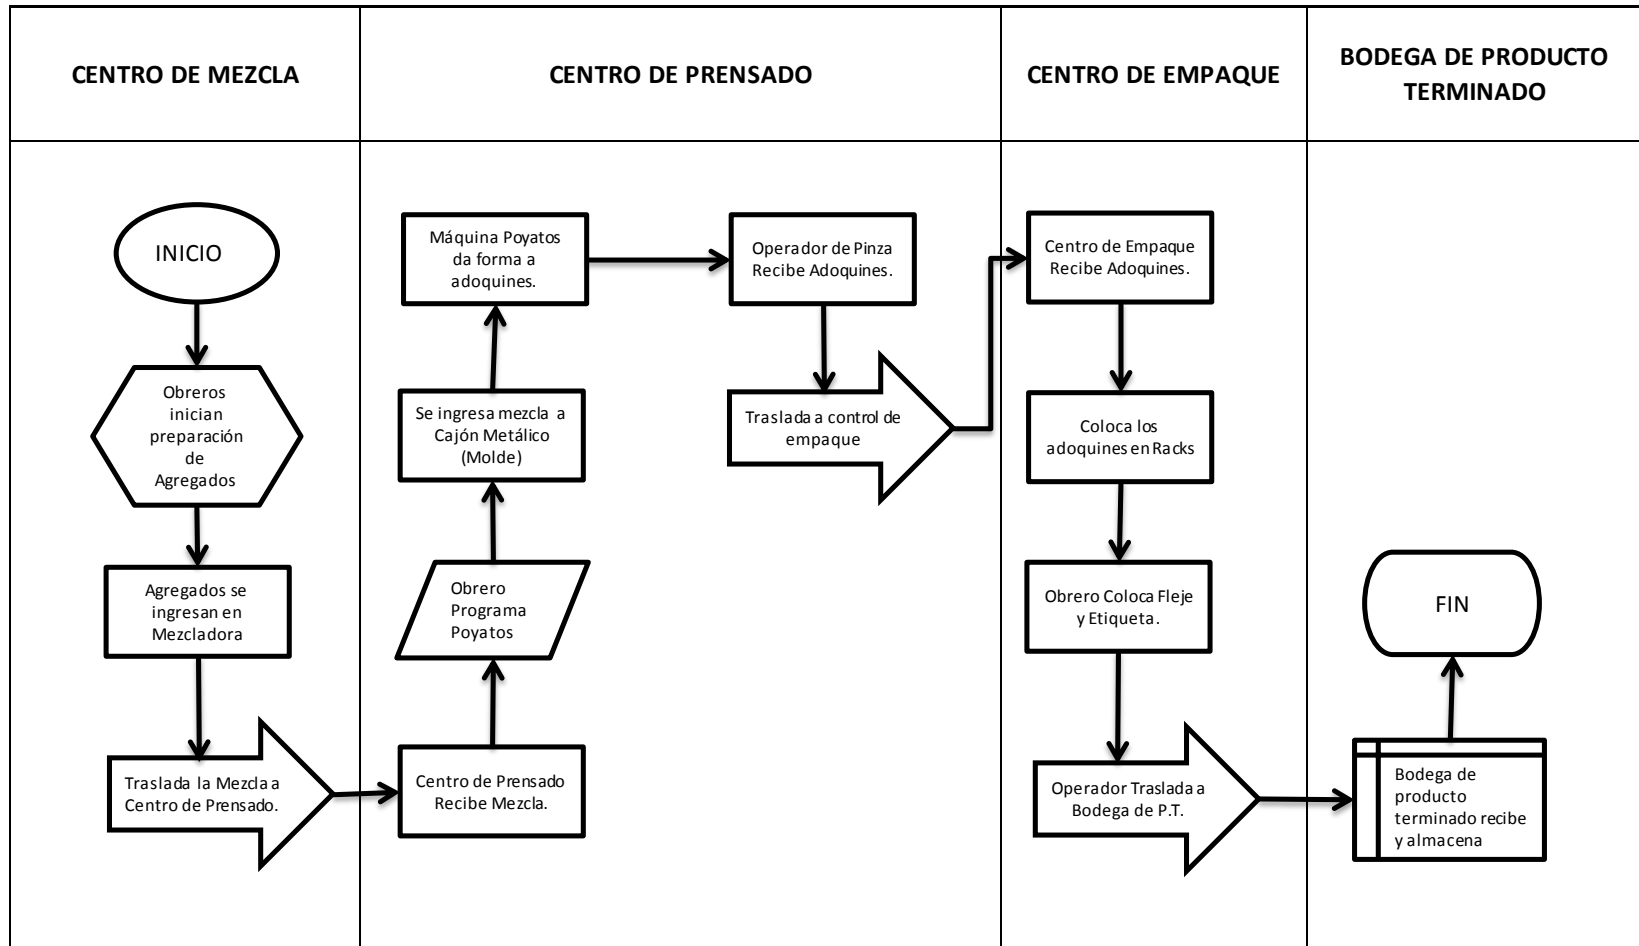 CENTRO DE MEZCLA
CENTRO DE PRENSADO
CENTRO DE EMPAQUE
BODEGA DE PRODUCTO
TERMINADO
INICIO
Obreros
inician
preparación
de
Agregados
Agregados se
ingresan en
Mezcladora
Traslada la Mezcla a
Centro de Prensado.
Centro de Prensado
Recibe Mezcla.
Obrero
Programa
Poyatos
Se ingresa mezcla a
Cajón Metálico
(Molde)
Máquina Poyatos
da forma a
adoquines.
Operador de Pinza
Recibe Adoquines.
Traslada a control de
empaque
Centro de Empaque
Recibe Adoquines.
Coloca los
adoquines en Racks
Obrero Coloca Fleje
y Etiqueta.
Operador Traslada a
Bodega de P.T.
Bodega de
producto
terminado recibe
y almacena
FIN